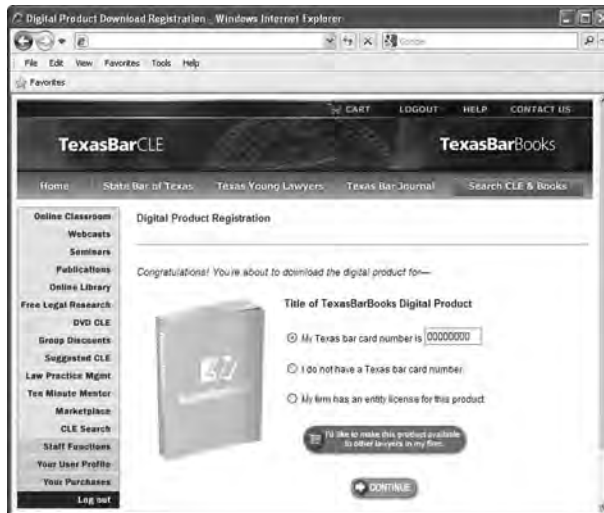 Digital Product Download Registration - Windows Internet Explorer
Google
File Edit View Favorites Tools Help
Favorites
CART LOGOUT HELP CONTACT US
TexasBarCLE TexasBarBooks
Home State Bar of Texas Texas Young Lawyers Texas Bar Journal Search CLE & Books
Online Classroom
Webcasts
Seminars
Publications
Online Library
Free Legal Research
DVD CLE
Group Discounts
Suggested CLE
Law Practice Mgmt
Ten Minute Mentor
Marketplace
CLE Search
Staff Functions
Your User Profile
Your Purchases
Log out
Digital Product Registration
Congratulations! You're about to download the digital product for—
Title of TexasBarBooks Digital Product
My Texas bar card number is 00000000
I do not have a Texas bar card number
My firm has an entity license for this product
I'd like to make this product available
to other lawyers in my firm.
CONTINUE